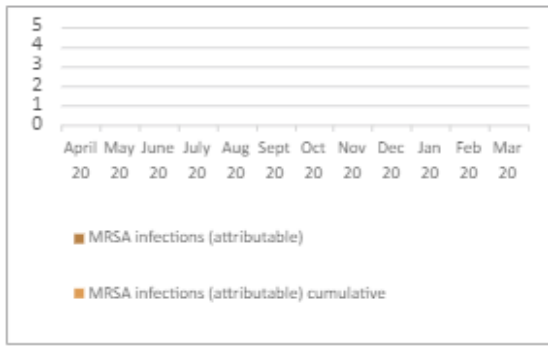 5
4
3
2
1
0
April May June July Aug Sept Oct Nov Dec Jan Feb Mar
20 20 20 20 20 20 20 20 20 20 20 20
MRSA infections (attributable)
MRSA infections (attributable) cumulative